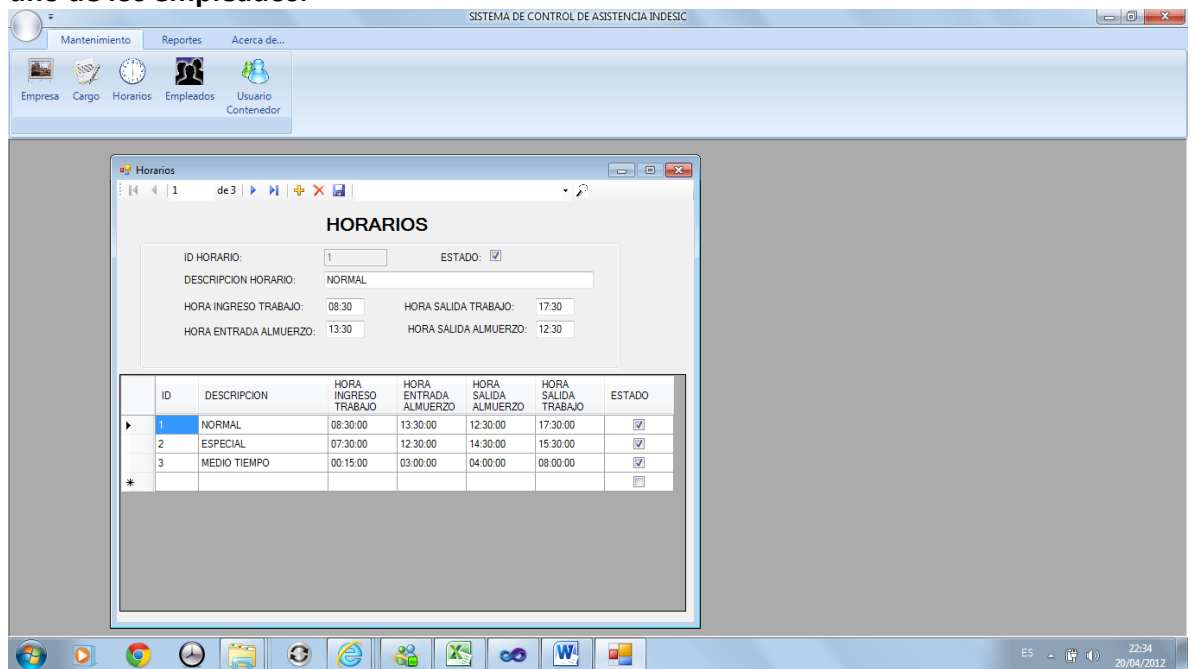 uno de los empleados.
SISTEMA DE CONTROL DE ASISTENCIA INDESIC
Mantenimiento Reportes Acerca de...
Empresa Cargo Horarios Empleados Usuario Contenedor
Horarios
1 de 3
HORARIOS
ID HORARIO: 1 ESTADO:
DESCRIPCION HORARIO: NORMAL
HORA INGRESO TRABAJO: 08:30 HORA SALIDA TRABAJO: 17:30
HORA ENTRADA ALMUERZO: 13:30 HORA SALIDA ALMUERZO: 12:30
ID DESCRIPCION HORA INGRESO TRABAJO HORA ENTRADA ALMUERZO HORA SALIDA ALMUERZO HORA SALIDA TRABAJO ESTADO
1 NORMAL 08:30:00 13:30:00 12:30:00 17:30:00
2 ESPECIAL 07:30:00 12:30:00 14:30:00 15:30:00
3 MEDIO TIEMPO 00:15:00 03:00:00 04:00:00 08:00:00
ES 22:34
20/04/2012